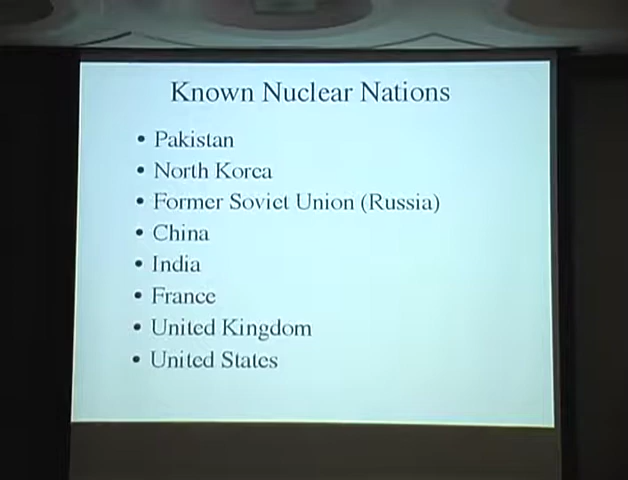 Known Nuclear Nations
• Pakistan
• North Korea
• Former Soviet Union (Russia)
• China
• India
• France
• United Kingdom
• United States